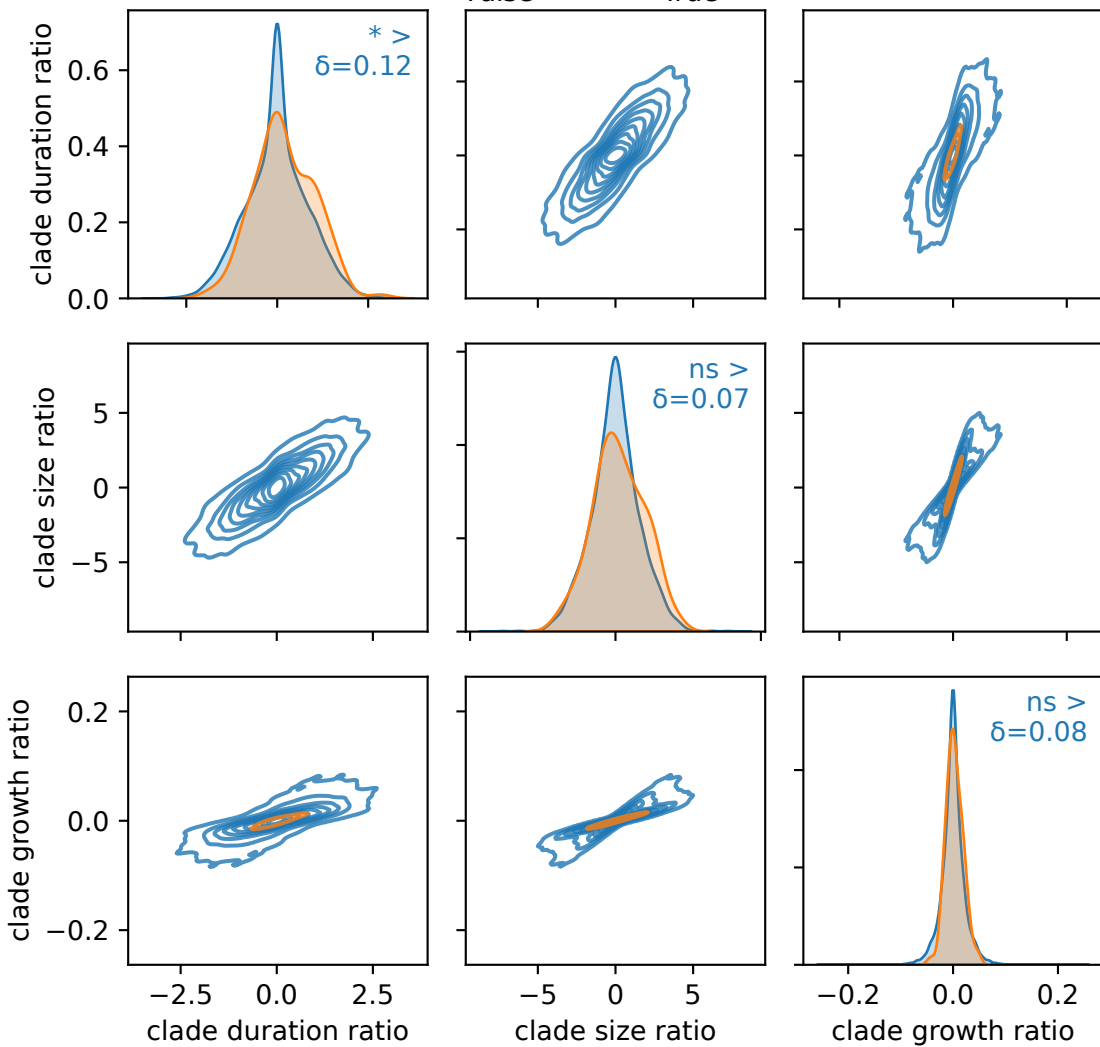 True
0.6
0.4
0.2
0.0
clade duration ratio
* >
δ=0.12
5
0
−5
clade size ratio
ns >
δ=0.07
0.2
0.0
−0.2
clade growth ratio
ns >
δ=0.08
−2.5 0.0 2.5
−5 0 5
−0.2 0.0 0.2
clade duration ratio
clade size ratio
clade growth ratio